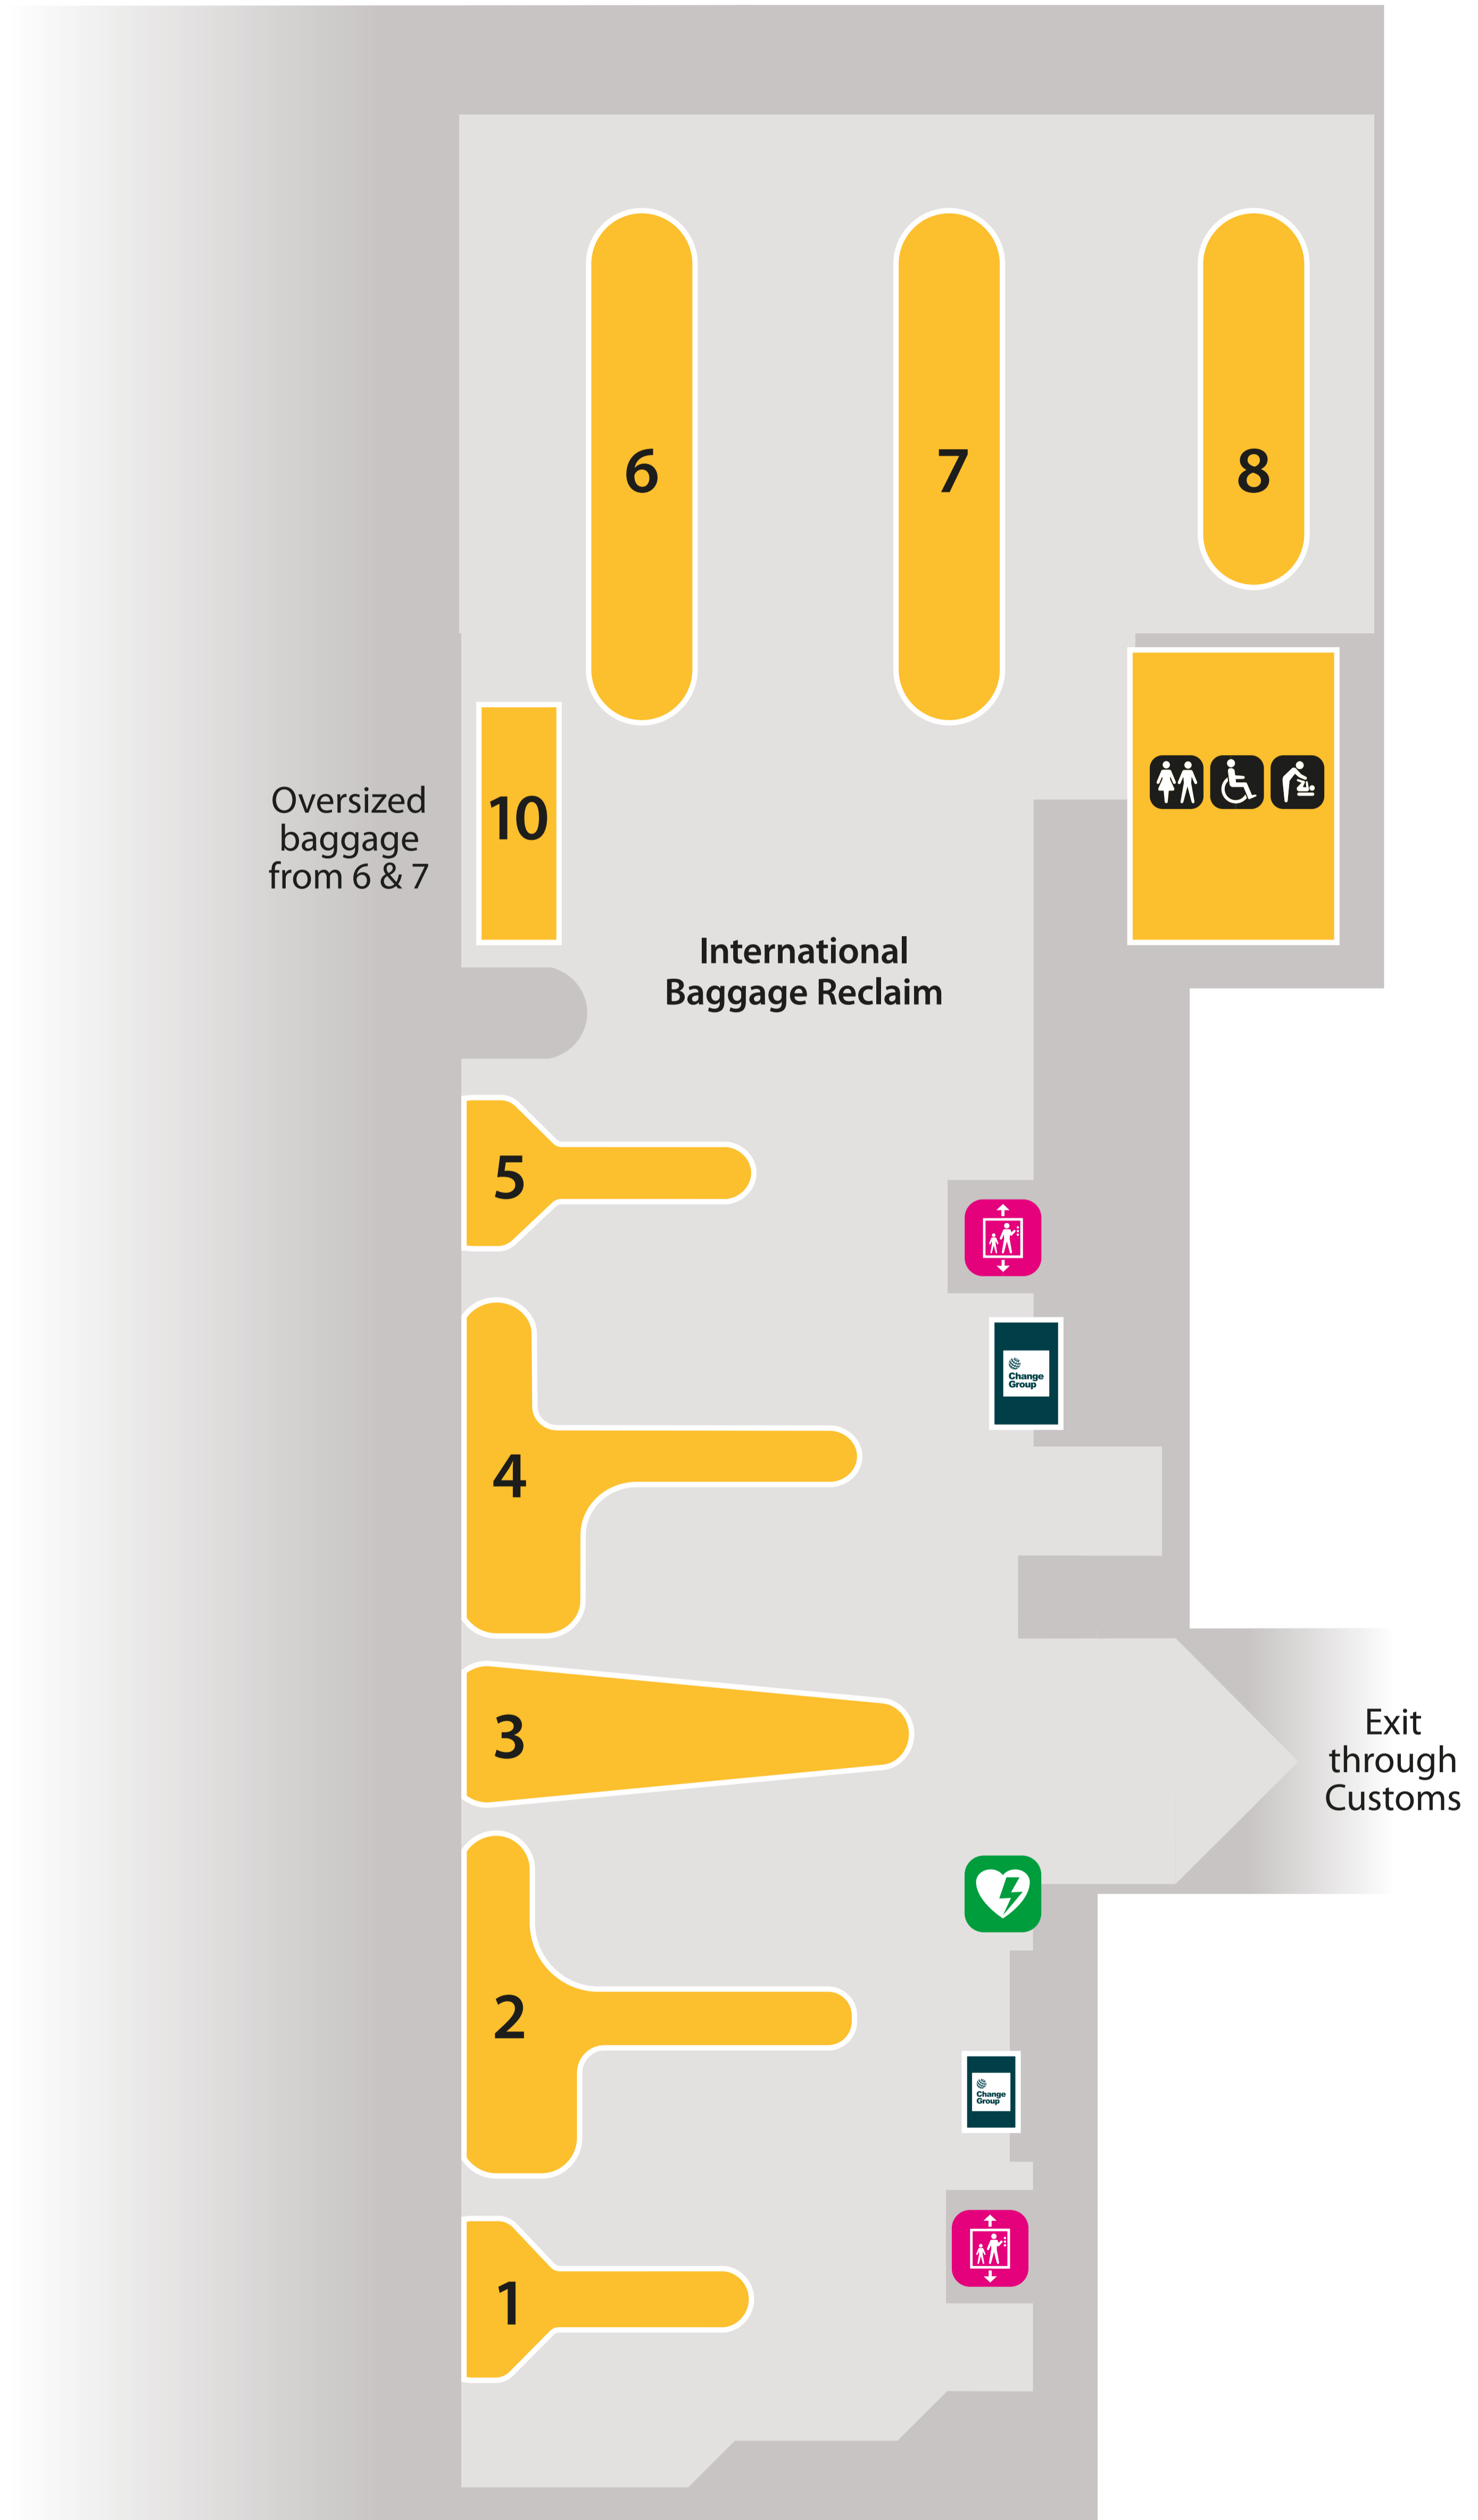 6
7
8
10
Oversized
baggage
from 6 & 7
International
Baggage Reclaim
5
Change
Group
4
3
Exit
through
Customs
2
Change
Group
1